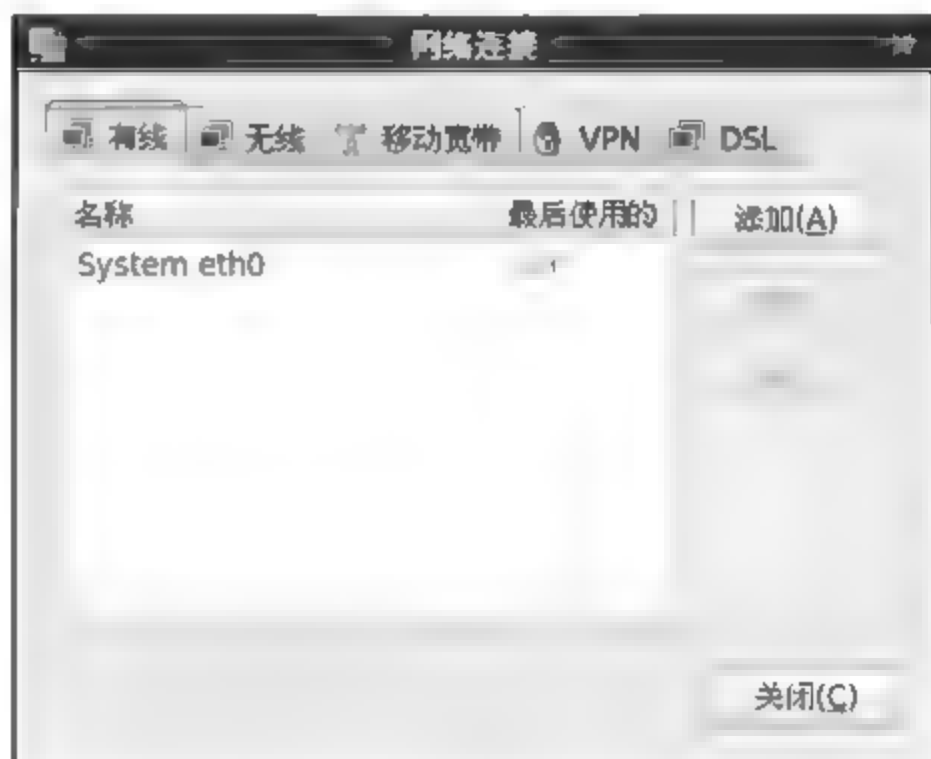 网络连接
有线 无线 移动宽带 VPN DSL
名称 最后使用的 添加(A)
System eth0
关闭(C)